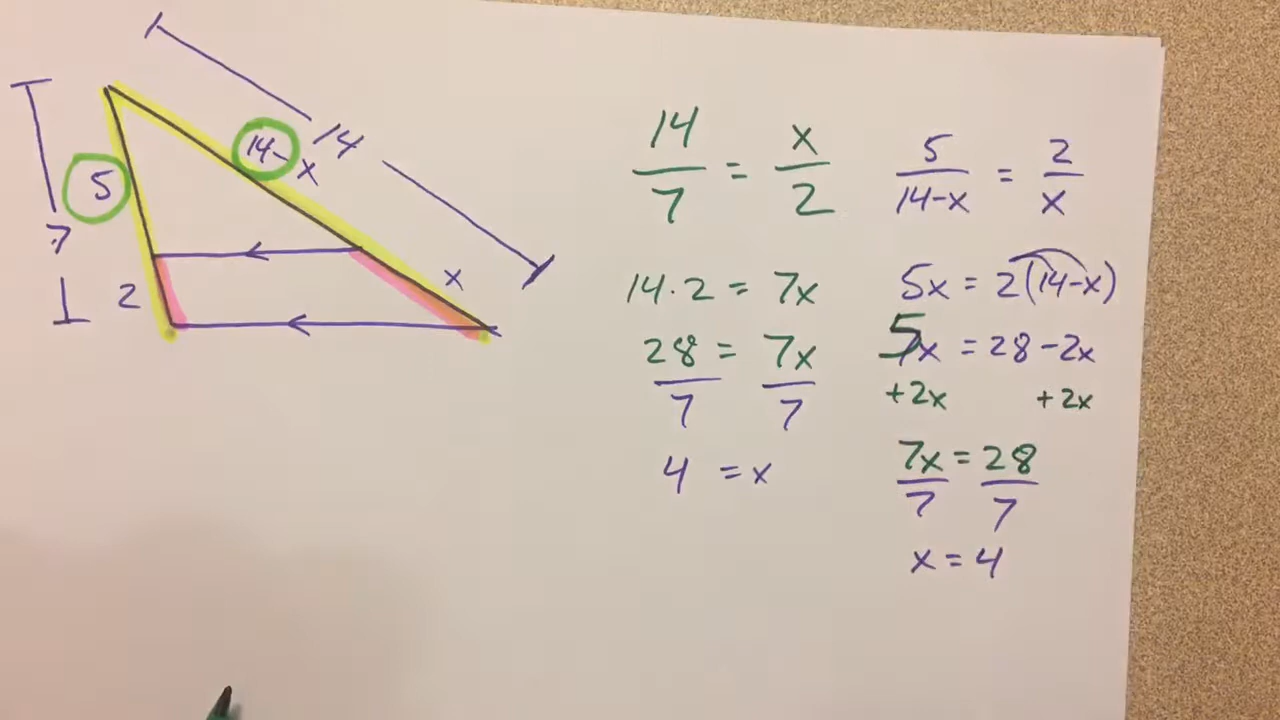 14
14-x
5
7
x
2
14/7 = x/2
14·2 = 7x
28 = 7x
7 7
4 = x
5/14-x = 2/x
5x = 2(14-x)
5x = 28-2x
+2x +2x
7x = 28
7 7
x = 4